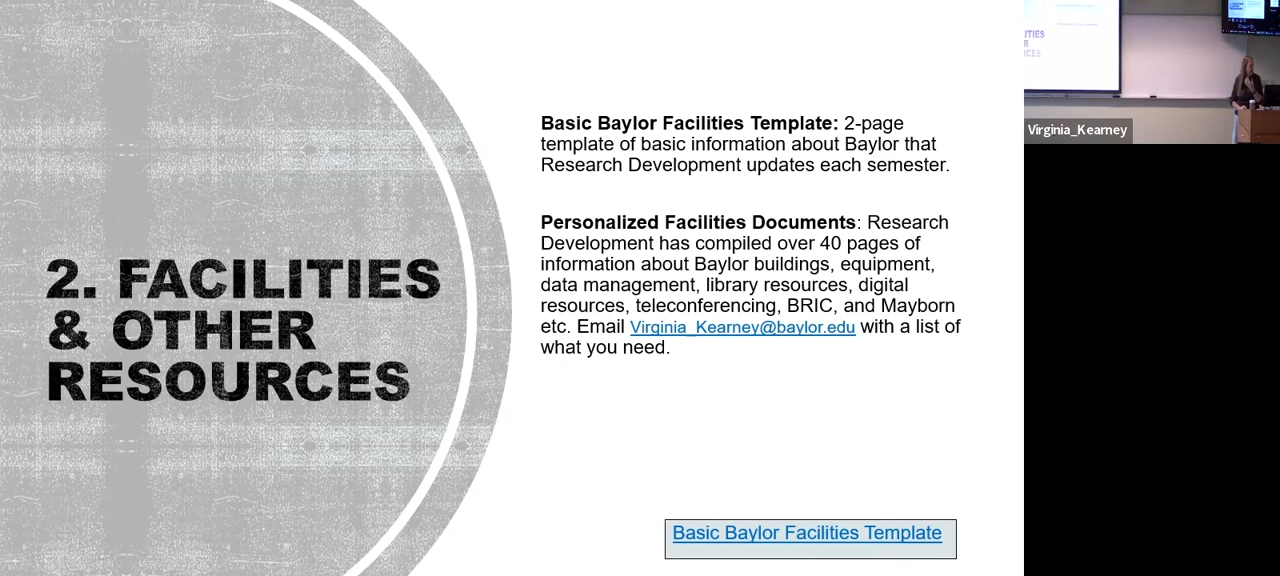 2. FACILITIES
& OTHER
RESOURCES
Basic Baylor Facilities Template: 2-page
template of basic information about Baylor that
Research Development updates each semester.
Personalized Facilities Documents: Research
Development has compiled over 40 pages of
information about Baylor buildings, equipment,
data management, library resources, digital
resources, teleconferencing, BRIC, and Mayborn
etc. Email Virginia_Kearney@baylor.edu with a list of
what you need.
Basic Baylor Facilities Template
ITIES
R
RCES
Virginia_Kearney